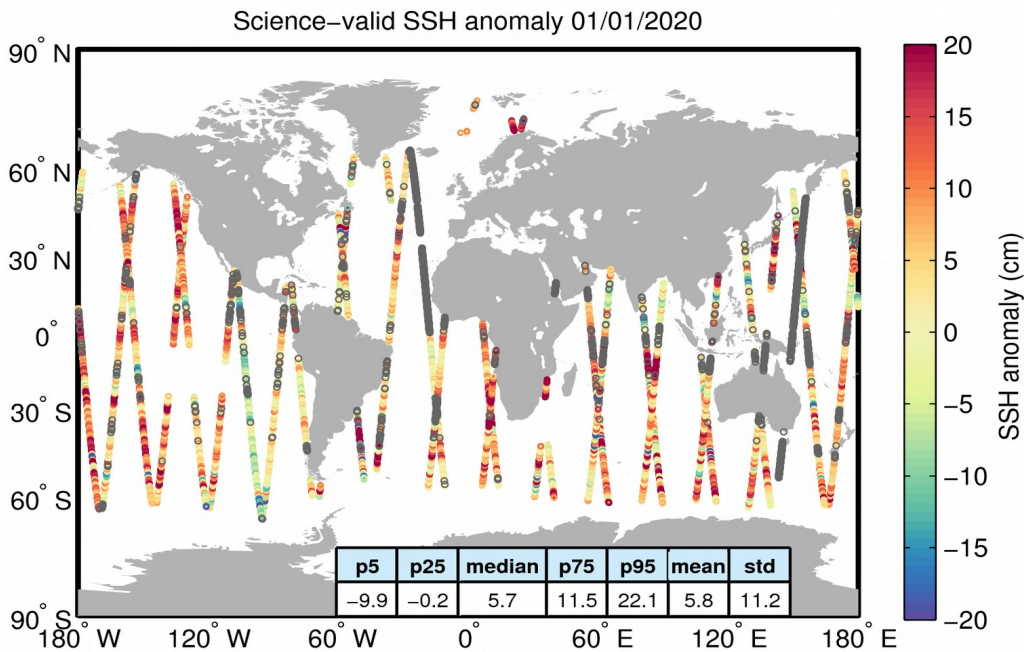 Science−valid SSH anomaly 01/01/2020
90° N
60° N
30° N
0°
30° S
60° S
90° S
180° W
120° W
60° W
0°
60° E
120° E
180° E
p5 p25 median p75 p95 mean std
−9.9 −0.2 5.7 11.5 22.1 5.8 11.2
20
15
10
5
0
−5
−10
−15
−20
SSH anomaly (cm)